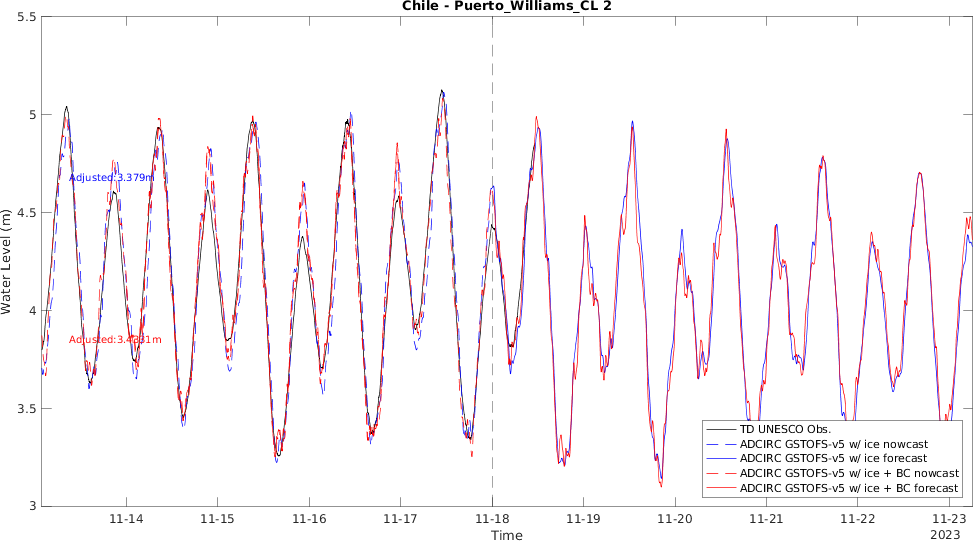 Chile - Puerto_Williams_CL 2
5.5
5
4.5
4
3.5
3
Water Level (m)
Adjusted:3.379m
TD UNESCO Obs.
ADCIRC GSTOFS-v5 w/ ice nowcast
ADCIRC GSTOFS-v5 w/ ice forecast
ADCIRC GSTOFS-v5 w/ ice + BC nowcast
ADCIRC GSTOFS-v5 w/ ice + BC forecast
11-14 11-15 11-16 11-17 11-18 11-19 11-20 11-21 11-22 11-23
Time
2023